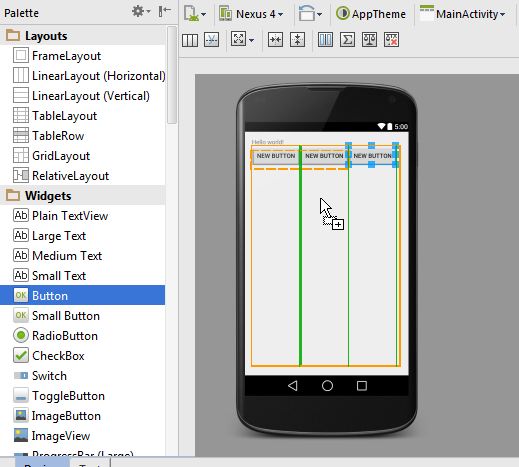 Palette
Nexus 4
AppTheme
MainActivity
Layouts
FrameLayout
LinearLayout (Horizontal)
LinearLayout (Vertical)
TableLayout
TableRow
GridLayout
RelativeLayout
Widgets
Ab Plain TextView
Ab Large Text
Ab Medium Text
Ab Small Text
OK Button
OK Small Button
RadioButton
CheckBox
Switch
ToggleButton
ImageButton
ImageView
ProgressBar (Large)
5:00
Hello world!
NEW BUTTON NEW BUTTON NEW BUTTON